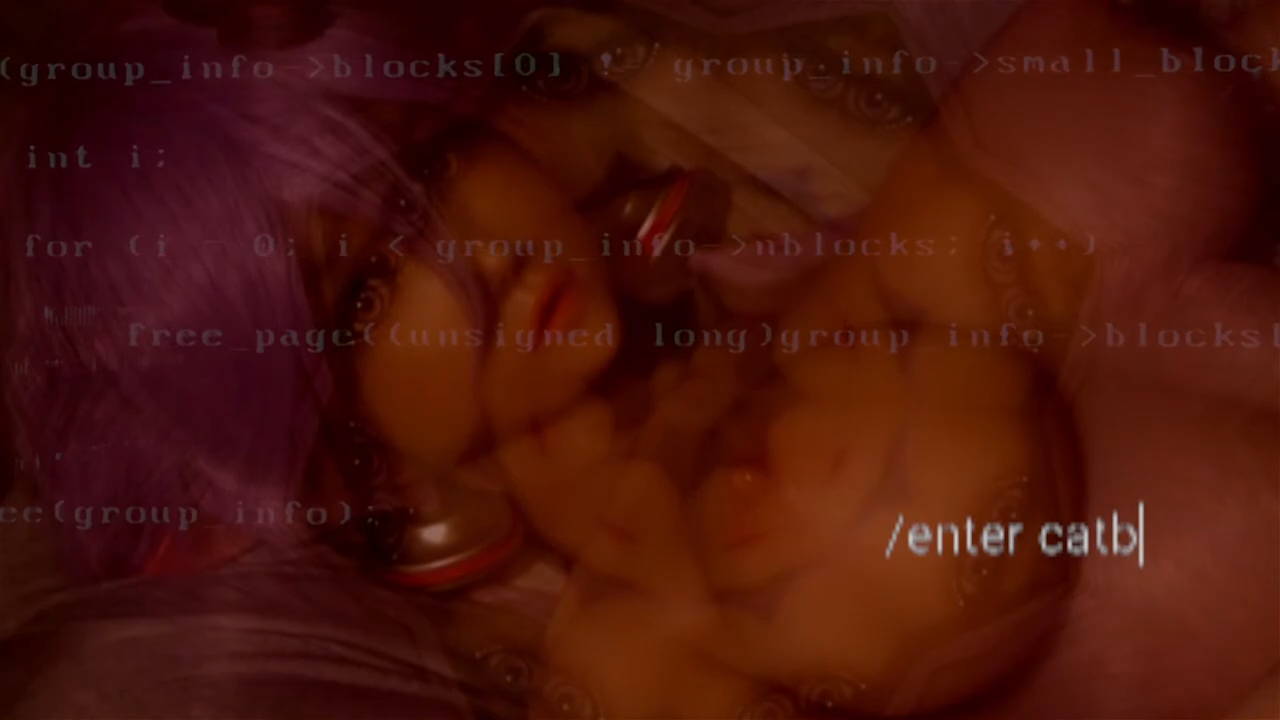 (group_info->blocks[0] != group_info->small_block
int i;
for (i = 0; i < group_info->nblocks; i++)
free_page((unsigned long)group_info->blocks[
ee(group_info);
/enter catb